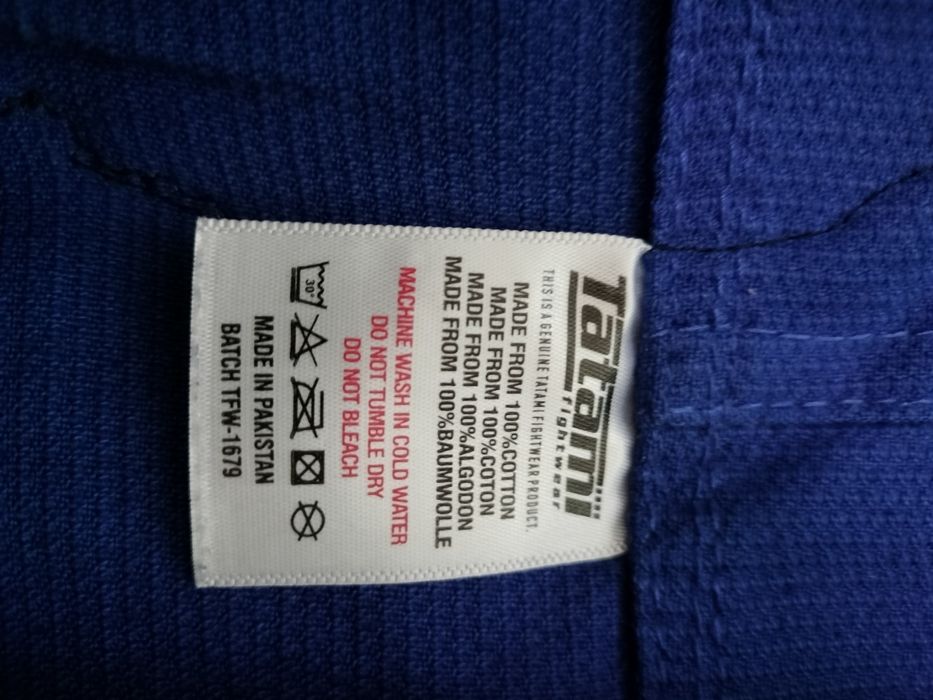 Tatami
fightwear
THIS IS A GENUINE TATAMI FIGHTWEAR PRODUCT.
MADE FROM 100%COTTON
MADE FROM 100%COTON
MADE FROM 100%ALGODON
MADE FROM 100%BAUMWOLLE
MACHINE WASH IN COLD WATER
DO NOT TUMBLE DRY
DO NOT BLEACH
30°
MADE IN PAKISTAN
BATCH TFW-1679